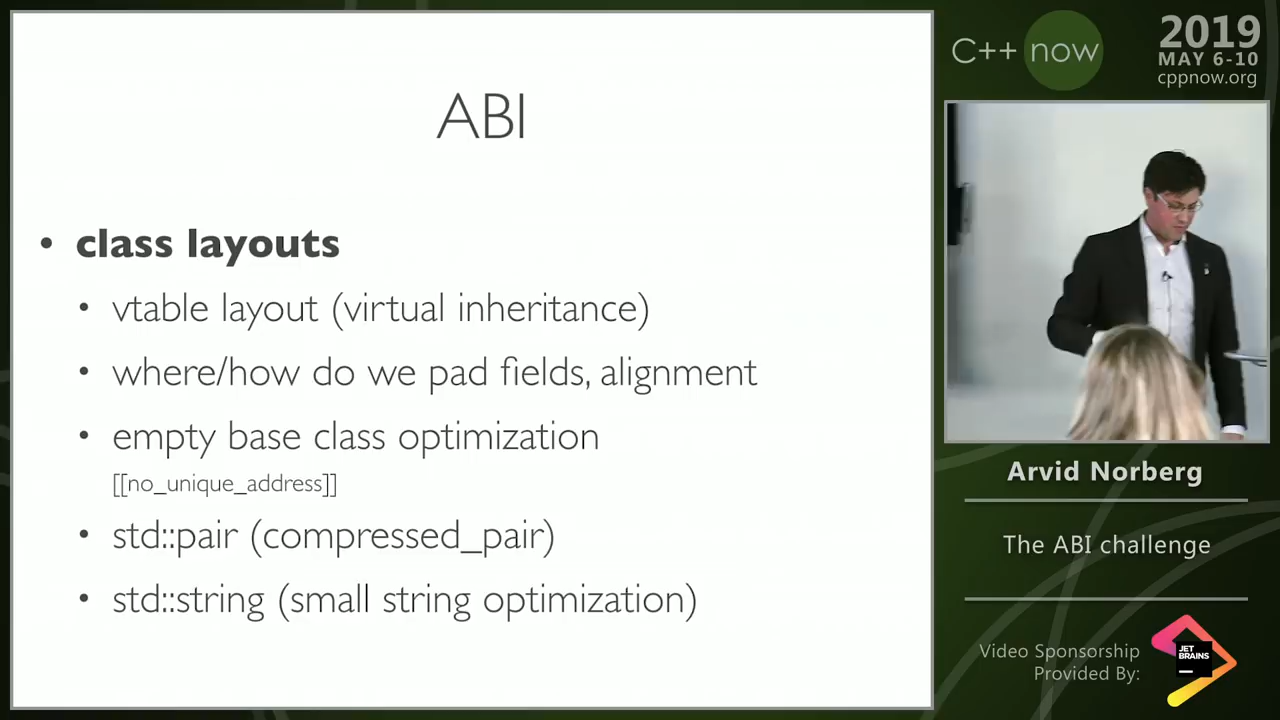 ABI
• class layouts
• vtable layout (virtual inheritance)
• where/how do we pad fields, alignment
• empty base class optimization
[[no_unique_address]]
• std::pair (compressed_pair)
• std::string (small string optimization)
C++ now
2019
MAY 6-10
cppnow.org
Arvid Norberg
The ABI challenge
Video Sponsorship
Provided By:
JET
BRAINS